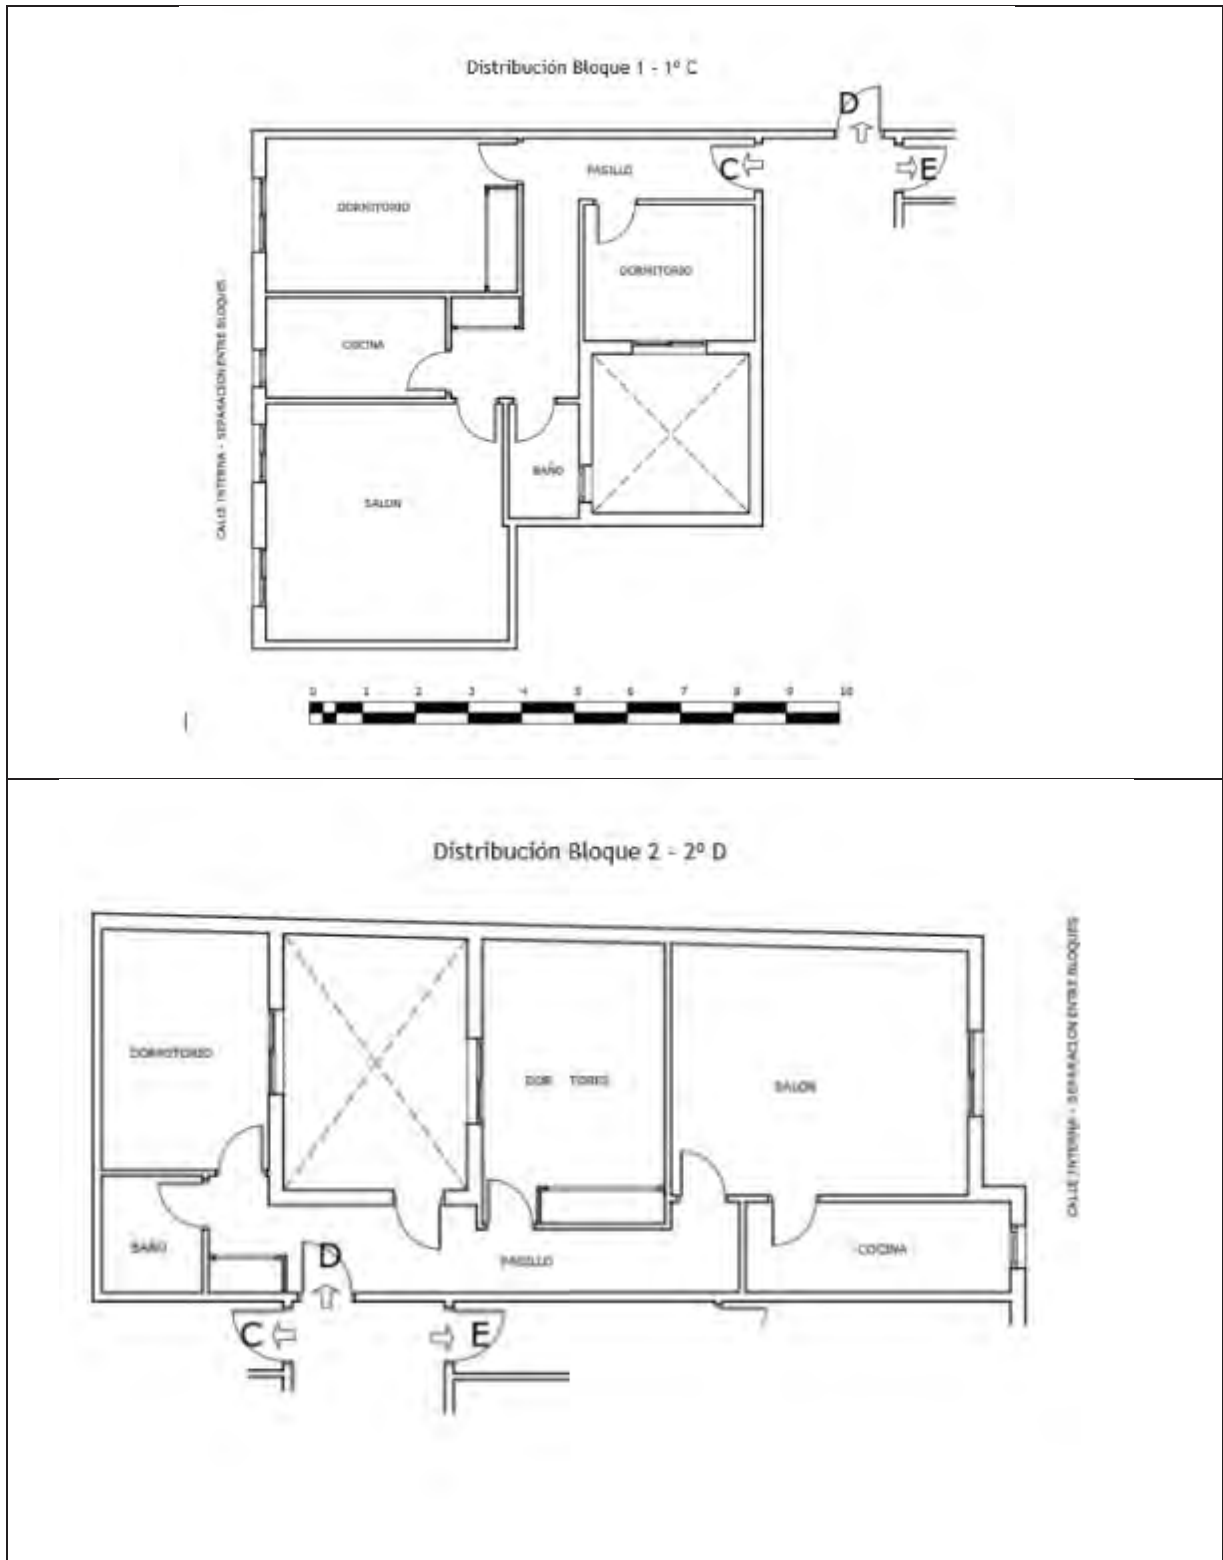 Distribución Bloque 1 - 1º C
D
PASILLO
C
E
DORMITORIO
DORMITORIO
COCINA
CALLE INTERNA - SEPARACION ENTRE BLOQUES
BAÑO
SALON
0 1 2 3 4 5 6 7 8 9 10
Distribución Bloque 2 - 2º D
CALLE INTERNA - SEPARACION ENTRE BLOQUES
DORMITORIO
SALON
BAÑO
D
PASILLO
COCINA
C
E